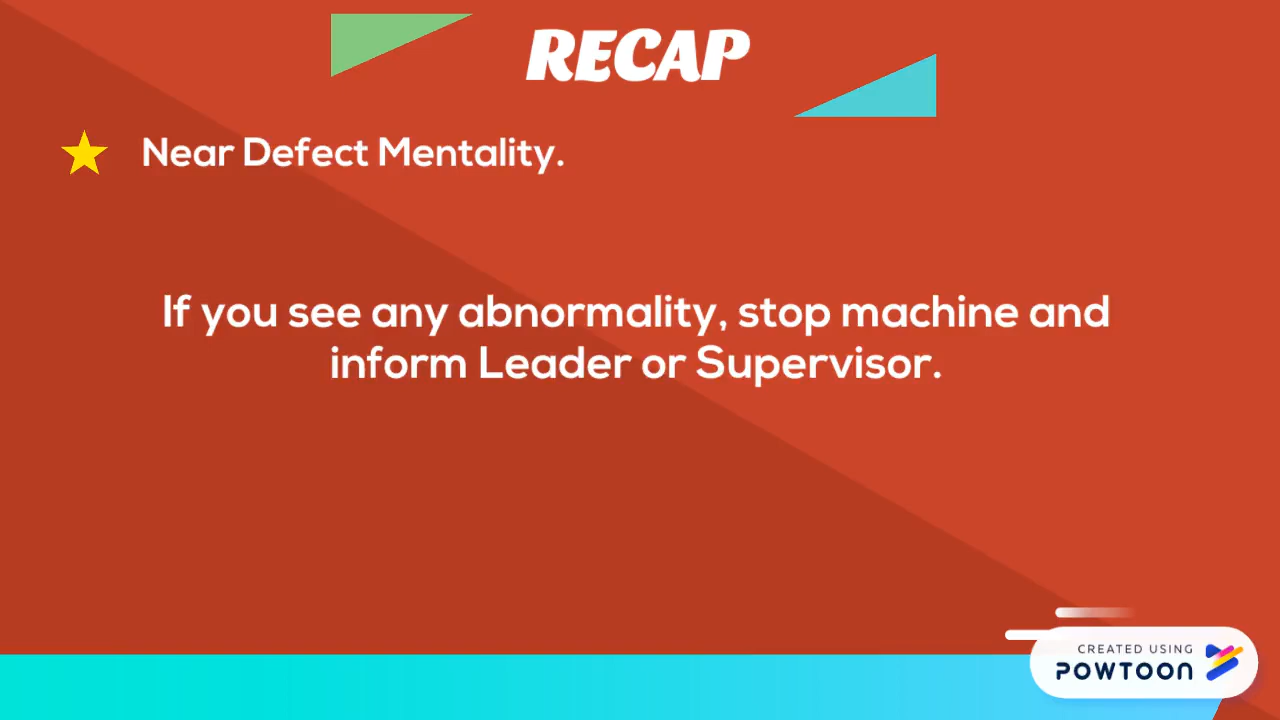 RECAP
Near Defect Mentality.
If you see any abnormality, stop machine and
inform Leader or Supervisor.
CREATED USING
POWTOON